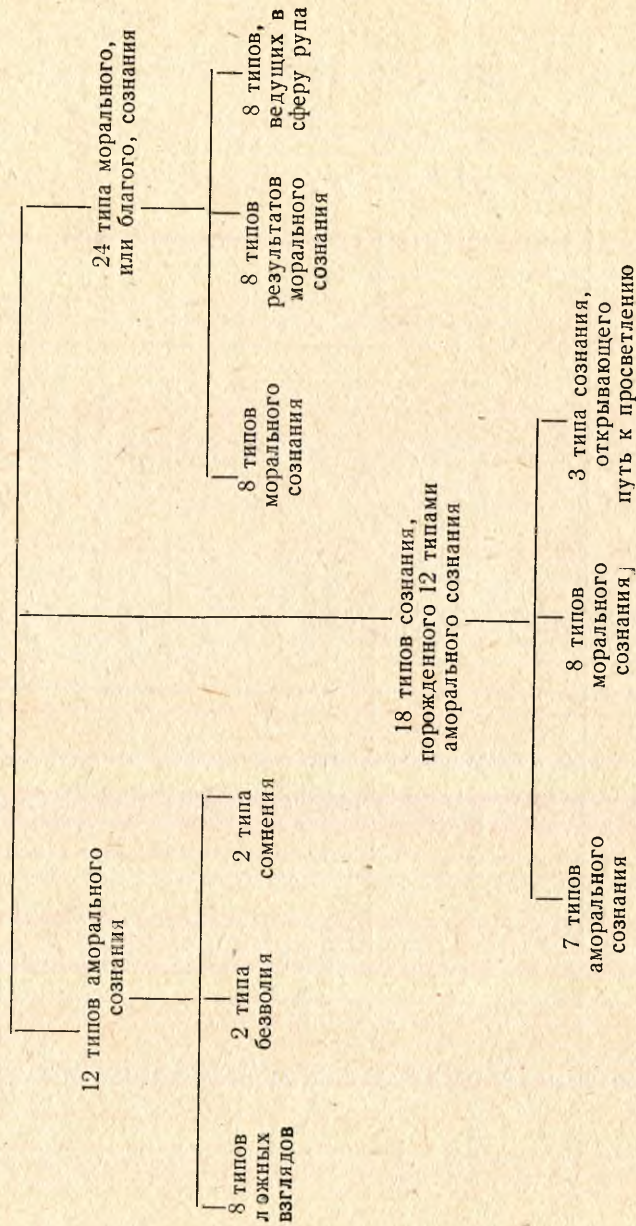 12 типов аморального
сознания
8 типов
ложных
взглядов
2 типа
безволия
2 типа
сомнения
18 типов сознания,
порожденного 12 типами
аморального сознания
7 типов
аморального
сознания
8 типов
морального
сознания
3 типа сознания,
открывающего
путь к просветлению
24 типа морального,
или благого, сознания
8 типов
морального
сознания
8 типов
результатов
морального
сознания
8 типов,
ведущих в
сферу рупа